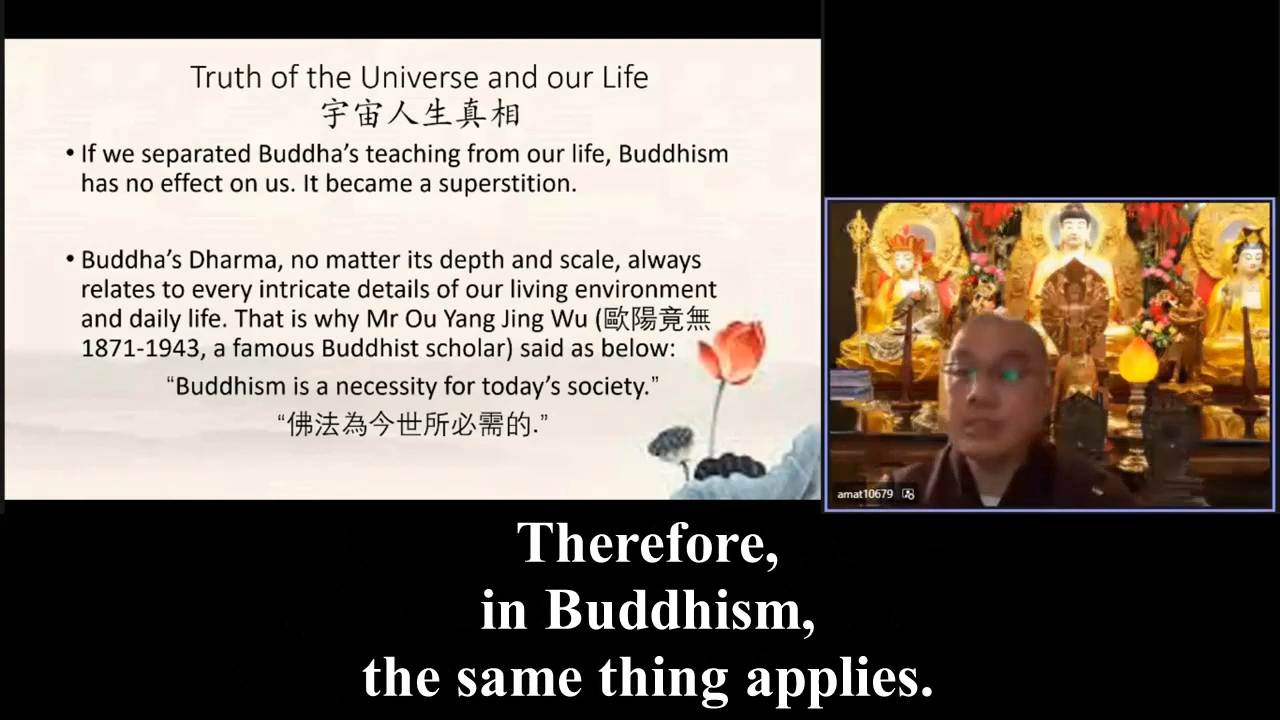 Truth of the Universe and our Life
宇宙人生真相
• If we separated Buddha’s teaching from our life, Buddhism
has no effect on us. It became a superstition.
• Buddha’s Dharma, no matter its depth and scale, always
relates to every intricate details of our living environment
and daily life. That is why Mr Ou Yang Jing Wu (歐陽竟無
1871-1943, a famous Buddhist scholar) said as below:
“Buddhism is a necessity for today’s society.”
“佛法為今世所必需的.”
amat10679
Therefore,
in Buddhism,
the same thing applies.